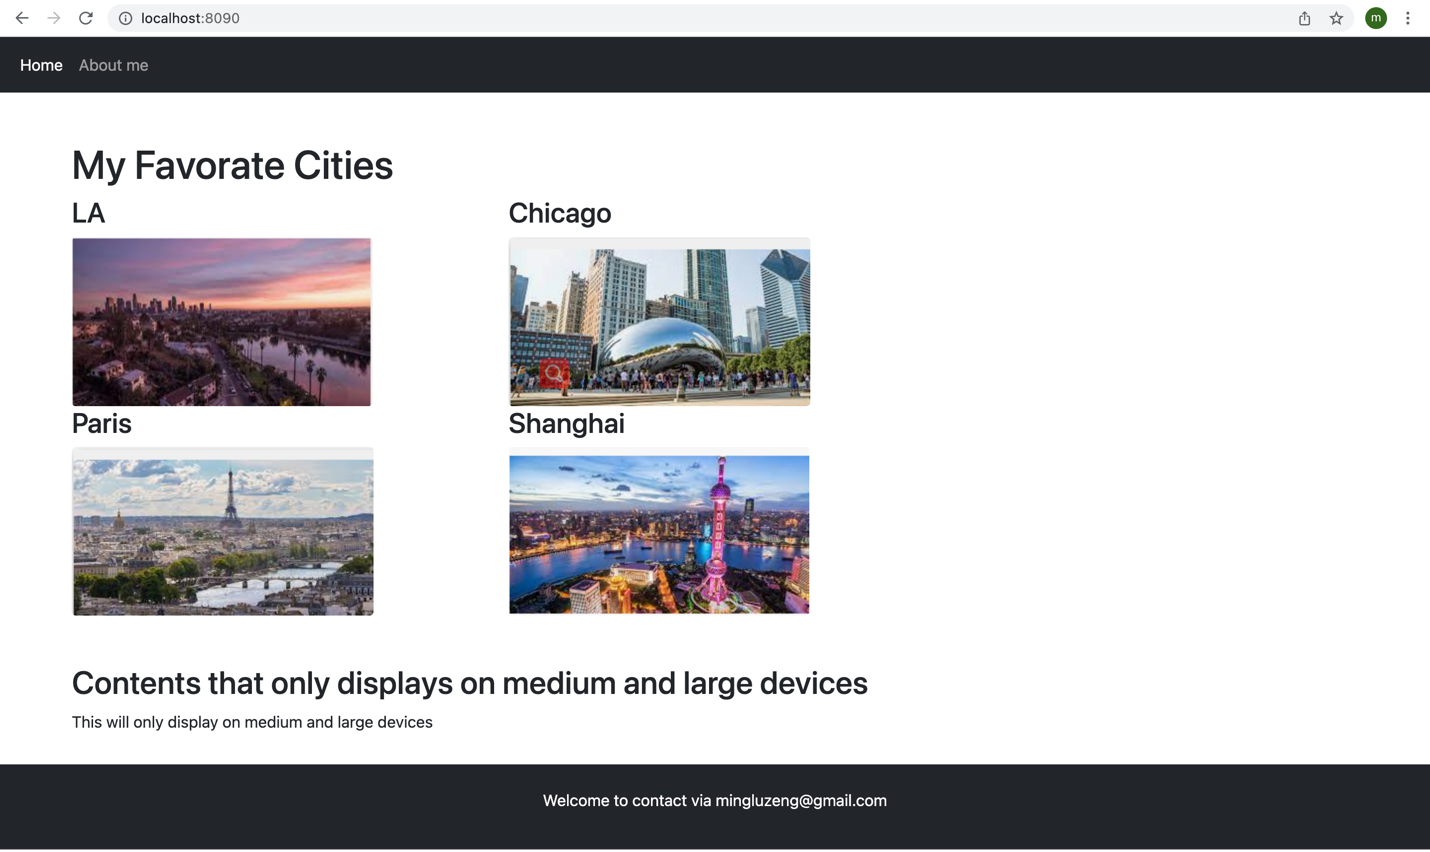 localhost:8090
m
Home About me
My Favorate Cities
LA
Chicago
Paris
Shanghai
Contents that only displays on medium and large devices
This will only display on medium and large devices
Welcome to contact via mingluzeng@gmail.com